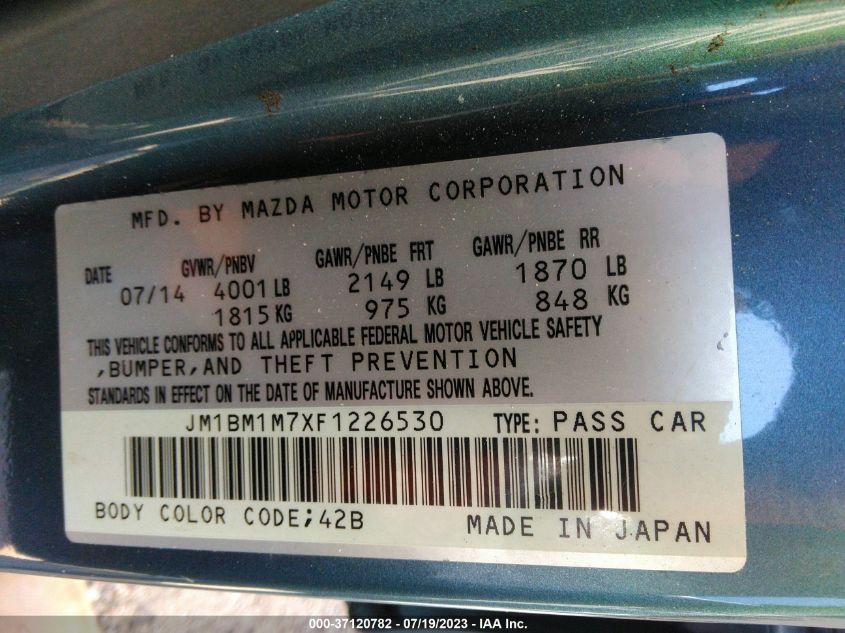 MFD. BY MAZDA MOTOR CORPORATION
DATE GVWR/PNBV GAWR/PNBE FRT GAWR/PNBE RR
07/14 4001 LB 2149 LB 1870 LB
1815 KG 975 KG 848 KG
THIS VEHICLE CONFORMS TO ALL APPLICABLE FEDERAL MOTOR VEHICLE SAFETY
,BUMPER,AND THEFT PREVENTION
STANDARDS IN EFFECT ON THE DATE OF MANUFACTURE SHOWN ABOVE.
JM1BM1M7XF1226530 TYPE: PASS CAR
BODY COLOR CODE;42B MADE IN JAPAN
000-37120782 - 07/19/2023 - IAA Inc.